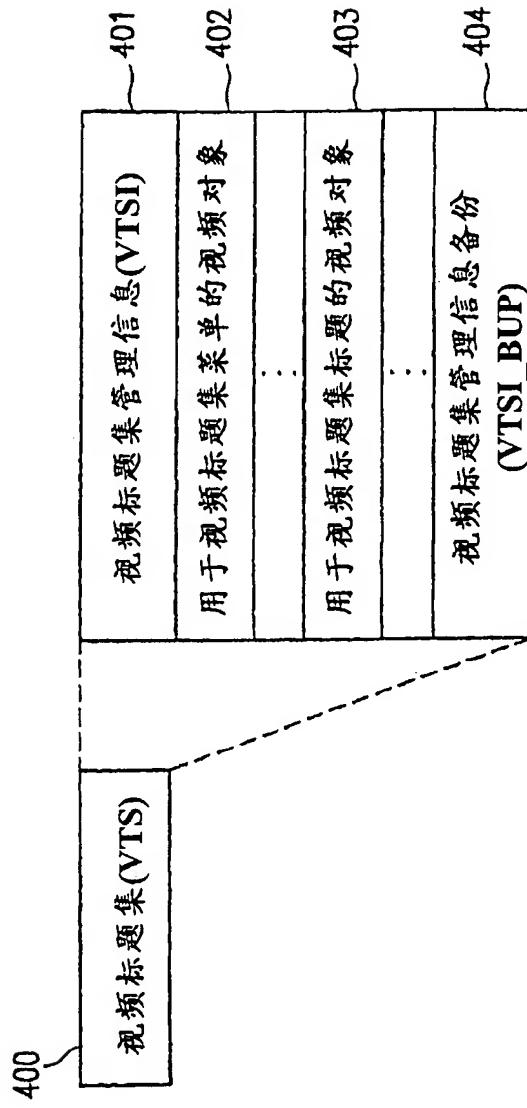 400
视频标题集(VTS)
视频标题集管理信息(VTSI)
401
用于视频标题集菜单的视频对象
402
...
用于视频标题集标题的视频对象
403
...
视频标题集管理信息备份
(VTSI_BUP)
404